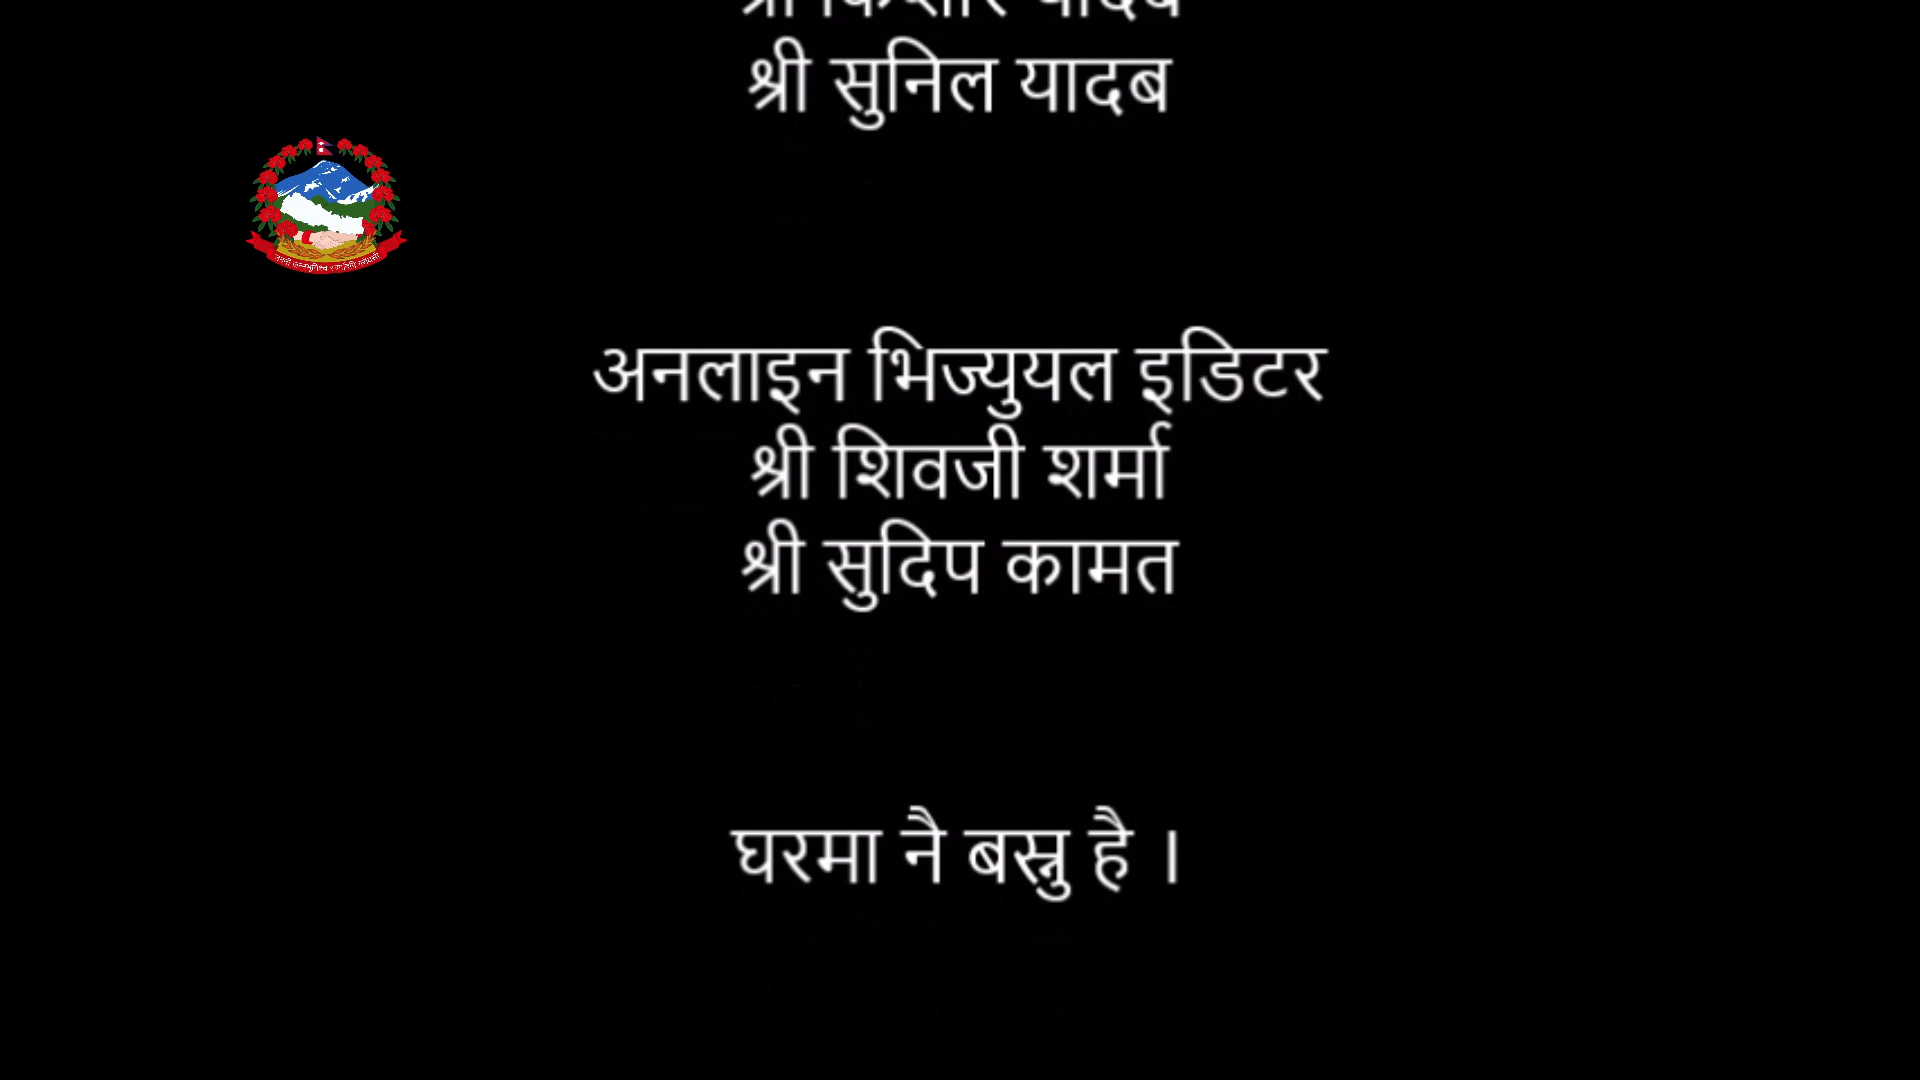 श्री सुनिल यादब
अनलाइन भिज्युयल इडिटर
श्री शिवजी शर्मा
श्री सुदिप कामत
घरमा नै बस्नु है ।